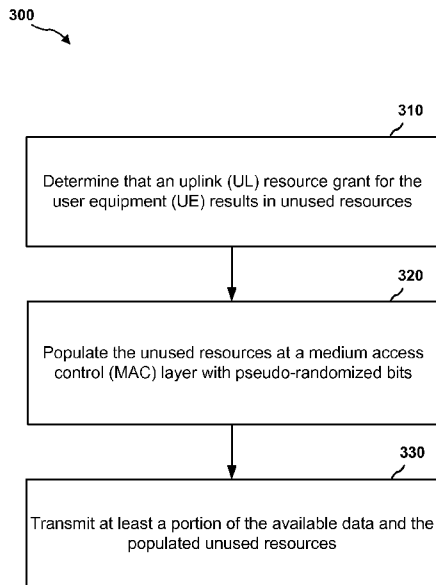 300
310
Determine that an uplink (UL) resource grant for the
user equipment (UE) results in unused resources
320
Populate the unused resources at a medium access
control (MAC) layer with pseudo-randomized bits
330
Transmit at least a portion of the available data and the
populated unused resources